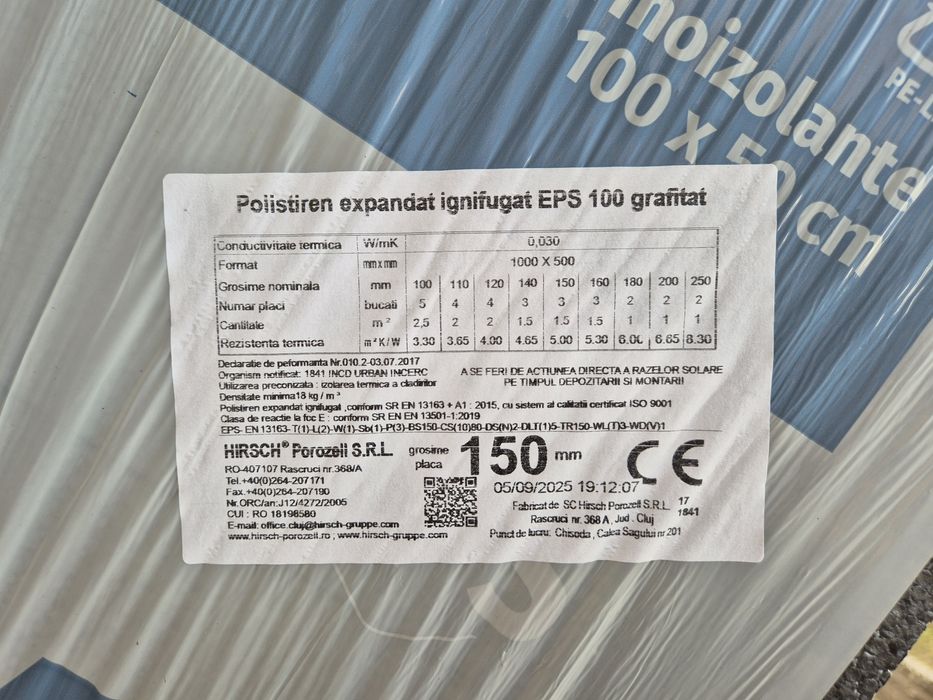 moizolante
100 X 50 cm
PE-L
Polistiren expandat ignifugat EPS 100 grafitat
Conductivitate termica W/mK 0,030
Format mm x mm 1000 X 500
Grosime nominala mm 100 110 120 140 150 160 180 200 250
Numar placi bucati 5 4 4 3 3 3 2 2 2
Cantitate m² 2,5 2 2 1.5 1.5 1.5 1 1 1
Rezistenta termica m²K/W 3.30 3.65 4.00 4.65 5.00 5.30 6.00 6.65 8.30
Declaratie de peformanta Nr.010.2-03.07.2017
Organism notificat: 1841 INCD URBAN INCERC
Utilizarea preconizata : izolarea termica a cladirilor
Densitate minima18 kg / m³
A SE FERI DE ACTIUNEA DIRECTA A RAZELOR SOLARE
PE TIMPUL DEPOZITARII SI MONTARII
Polistiren expandat ignifugat ,conform SR EN 13163 + A1 : 2015, cu sistem al calitatii certificat ISO 9001
Clasa de reactie la foc E : conform SR EN EN 13501-1:2019
EPS- EN 13163-T(1)-L(2)-W(1)-Sb(1)-P(3)-BS150-CS(10)80-DS(N)2-DLT(1)5-TR150-WL(T)3-WD(V)1
HIRSCH® Porozell S.R.L.
RO-407107 Rascruci nr.368/A
Tel.+40(0)264-207171
Fax.+40(0)264-207190
Nr.ORC/an:J12/4272/2005
CUI : RO 18198580
E-mail: office.cluj@hirsch-gruppe.com
www.hirsch-porozell.ro ; www.hirsch-gruppe.com
grosime
placa
150 mm
CE
05/09/2025 19:12:07
17
1841
Fabricat de SC Hirsch Porozell S.R.L.
Rascruci nr. 368 A, Jud . Cluj
Punct de lucru: Chisoda , Calea Sagului nr 201